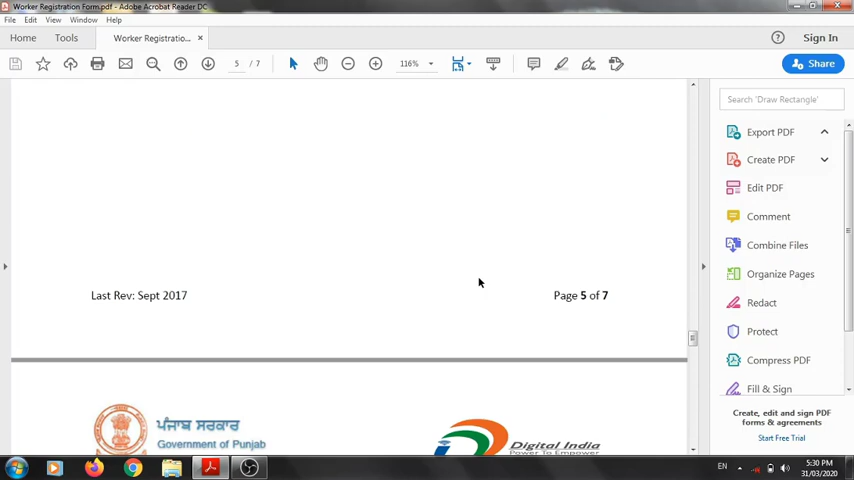 Worker Registration Form.pdf - Adobe Acrobat Reader DC
File Edit View Window Help
Home Tools Worker Registratio...
Sign In
5 / 7
116%
Share
Search 'Draw Rectangle'
Export PDF
Create PDF
Edit PDF
Comment
Combine Files
Organize Pages
Redact
Protect
Compress PDF
Fill & Sign
Create, edit and sign PDF
forms & agreements
Start Free Trial
Last Rev: Sept 2017
Page 5 of 7
ਪੰਜਾਬ ਸਰਕਾਰ
Government of Punjab
Digital India
Power To Empower
EN
5:30 PM
31/03/2020